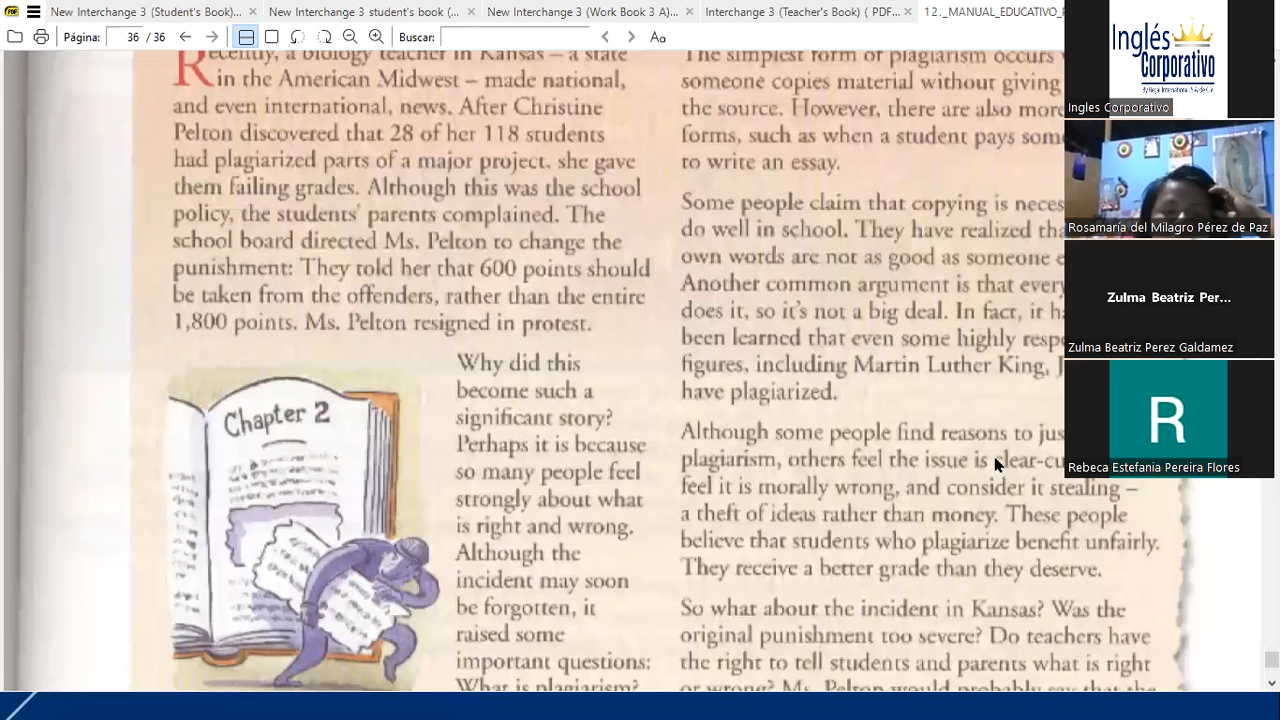 New Interchange 3 (Student's Book)...
New Interchange 3 student's book (...
New Interchange 3 (Work Book 3 A)...
Interchange 3 (Teacher's Book) ( PDF...
12._MANUAL_EDUCATIVO_
Página: 36 / 36
Buscar:
Recently, a biology teacher in Kansas – a state
in the American Midwest – made national,
and even international, news. After Christine
Pelton discovered that 28 of her 118 students
had plagiarized parts of a major project, she gave
them failing grades. Although this was the school
policy, the students' parents complained. The
school board directed Ms. Pelton to change the
punishment: They told her that 600 points should
be taken from the offenders, rather than the entire
1,800 points. Ms. Pelton resigned in protest.
Chapter 2
Why did this
become such a
significant story?
Perhaps it is because
so many people feel
strongly about what
is right and wrong.
Although the
incident may soon
be forgotten, it
raised some
important questions:
What is plagiarism?
The simplest form of plagiarism occurs
someone copies material without giving
the source. However, there are also more
forms, such as when a student pays som
to write an essay.
Some people claim that copying is neces
do well in school. They have realized tha
own words are not as good as someone e
Another common argument is that every
does it, so it's not a big deal. In fact, it h
been learned that even some highly resp
figures, including Martin Luther King, J
have plagiarized.
Although some people find reasons to jus
plagiarism, others feel the issue is clear-cu
feel it is morally wrong, and consider it stealing –
a theft of ideas rather than money. These people
believe that students who plagiarize benefit unfairly.
They receive a better grade than they deserve.
So what about the incident in Kansas? Was the
original punishment too severe? Do teachers have
the right to tell students and parents what is right
or wrong? Ms. Pelton would probably say that the
Inglés
Corporativo
Ingles Corporativo
Rosamaría del Milagro Pérez de Paz
Zulma Beatriz Per...
Zulma Beatriz Perez Galdamez
R
Rebeca Estefania Pereira Flores